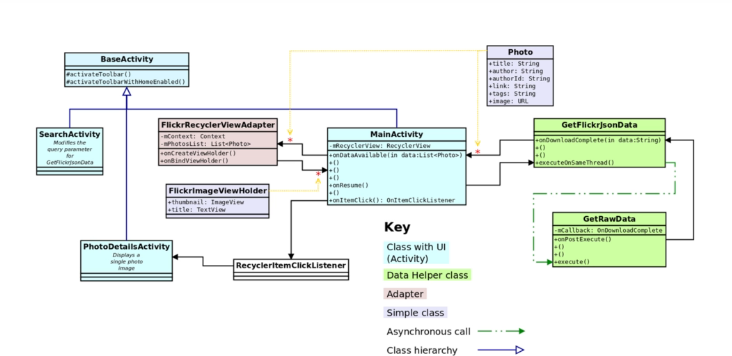 BaseActivity
#activateToolbar()
#activateToolbarWithHomeEnabled()
Photo
+title: String
+author: String
+authorId: String
+link: String
+tags: String
+image: URL
SearchActivity
Modifies the
query parameter
for
GetFlickrJsonData
FlickrRecyclerViewAdapter
-mContext: Context
-mPhotosList: List<Photo>
+onCreateViewHolder()
+onBindViewHolder()
*
MainActivity
-mRecyclerView: RecyclerView
+onDataAvailable(in data:List<Photo>)
+()
+()
+onResume()
+()
+onItemClick(): OnItemClickListener
*
*
GetFlickrJsonData
+onDownloadComplete(in data:String)
+()
+()
+executeOnSameThread()
FlickrImageViewHolder
+thumbnail: ImageView
+title: TextView
GetRawData
-mCallback: OnDownloadComplete
+onPostExecute()
+()
+()
+execute()
PhotoDetailsActivity
Displays a
single photo
image
RecyclerItemClickListener
Key
Class with UI
(Activity)
Data Helper class
Adapter
Simple class
Asynchronous call
Class hierarchy